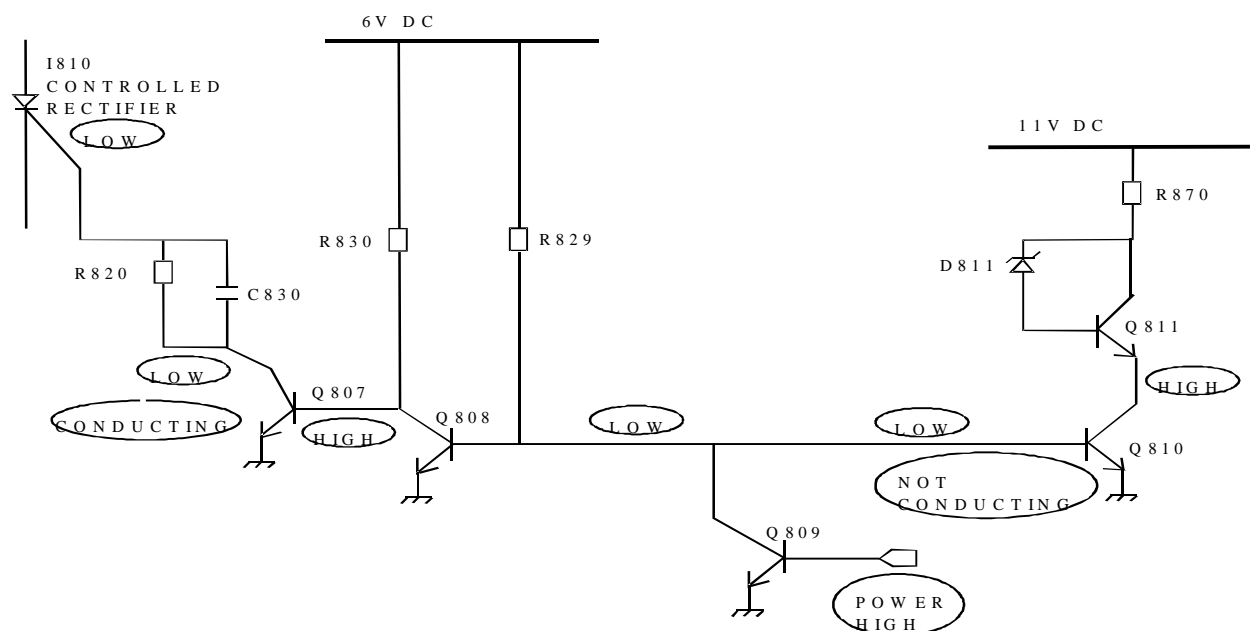 6V DC
I810
CONTROLLED
RECTIFIER
LOW
11V DC
R870
R830
R829
R820
C830
D811
Q811
LOW
Q807
HIGH
CONDUCTING
HIGH
Q808
LOW
LOW
Q810
NOT
CONDUCTING
Q809
POWER
HIGH